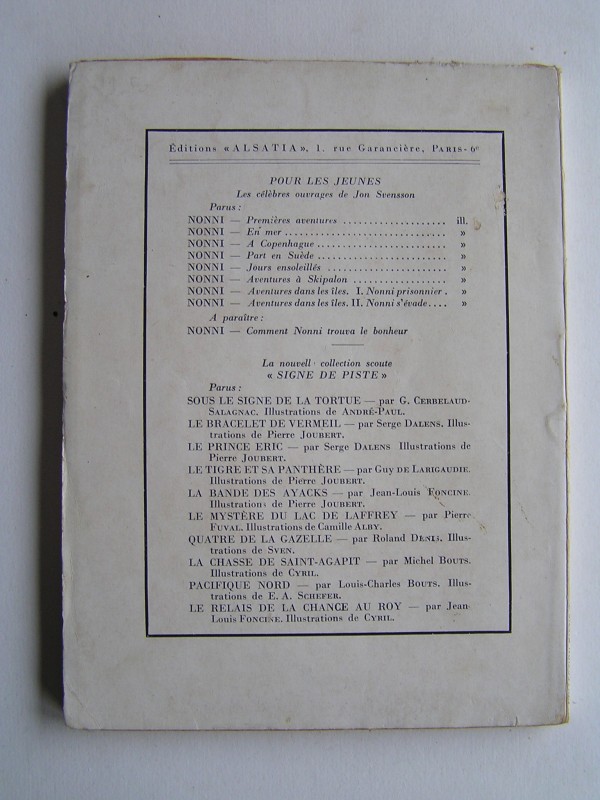 Éditions « ALSATIA », 1, rue Garancière, PARIS-6e
POUR LES JEUNES
Les célèbres ouvrages de Jon Svensson
Parus :
NONNI — Premières aventures ................... ill.
NONNI — En mer .............................. »
NONNI — A Copenhague ........................ »
NONNI — Part en Suède ........................ »
NONNI — Jours ensoleillés ...................... »
NONNI — Aventures à Skipalon ................. »
NONNI — Aventures dans les îles. I. Nonni prisonnier . »
NONNI — Aventures dans les îles. II. Nonni s'évade.... »
A paraître :
NONNI — Comment Nonni trouva le bonheur
La nouvell collection scoute
« SIGNE DE PISTE »
Parus :
SOUS LE SIGNE DE LA TORTUE — par G. CERBELAUD-
SALAGNAC. Illustrations de ANDRÉ-PAUL.
LE BRACELET DE VERMEIL — par Serge DALENS. Illus-
trations de Pierre JOUBERT.
LE PRINCE ERIC — par Serge DALENS Illustrations de
Pierre JOUBERT.
LE TIGRE ET SA PANTHÈRE — par Guy DE LARIGAUDIE.
Illustrations de Pierre JOUBERT.
LA BANDE DES AYACKS — par Jean-Louis FONCINE.
Illustrations de Pierre JOUBERT.
LE MYSTÈRE DU LAC DE LAFFREY — par Pierre
FUVAL. Illustrations de Camille ALBY.
QUATRE DE LA GAZELLE — par Roland DENIS. Illus-
trations de SVEN.
LA CHASSE DE SAINT-AGAPIT — par Michel BOUTS.
Illustrations de CYRIL.
PACIFIQUE NORD — par Louis-Charles BOUTS. Illus-
trations de E. A. SCHEFER.
LE RELAIS DE LA CHANCE AU ROY — par Jean-
Louis FONCINE. Illustrations de CYRIL.